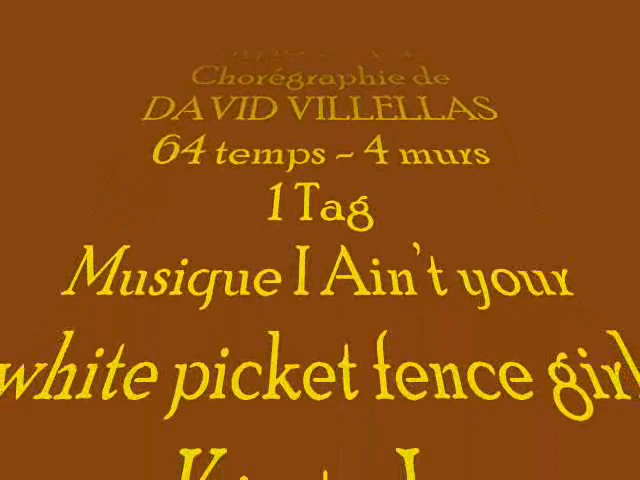 Chorégraphie de
DAVID VILLELLAS
64 temps ~ 4 murs
1 Tag
Musique I Ain't your
white picket fence girl